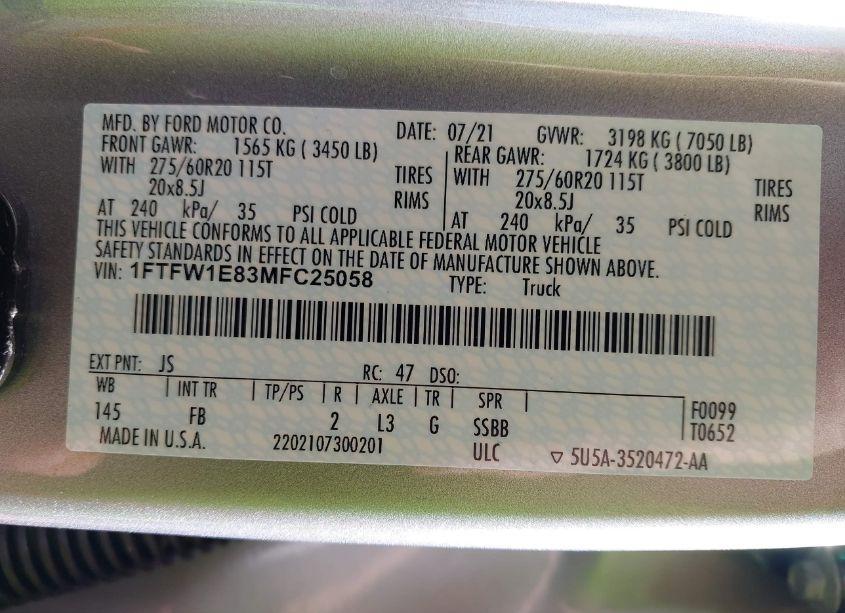 MFD. BY FORD MOTOR CO. DATE: 07/21 GVWR: 3198 KG ( 7050 LB)
FRONT GAWR: 1565 KG ( 3450 LB) REAR GAWR: 1724 KG ( 3800 LB)
WITH 275/60R20 115T TIRES WITH 275/60R20 115T TIRES
20x8.5J RIMS 20x8.5J RIMS
AT 240 kPa/ 35 PSI COLD AT 240 kPa/ 35 PSI COLD
THIS VEHICLE CONFORMS TO ALL APPLICABLE FEDERAL MOTOR VEHICLE
SAFETY STANDARDS IN EFFECT ON THE DATE OF MANUFACTURE SHOWN ABOVE.
VIN: 1FTFW1E83MFC25058 TYPE: Truck
EXT PNT: JS RC: 47 DSO:
WB INT TR TP/PS R AXLE TR SPR F0099
145 FB 2 L3 G SSBB T0652
MADE IN U.S.A. 2202107300201 ULC ▽ 5U5A-3520472-AA